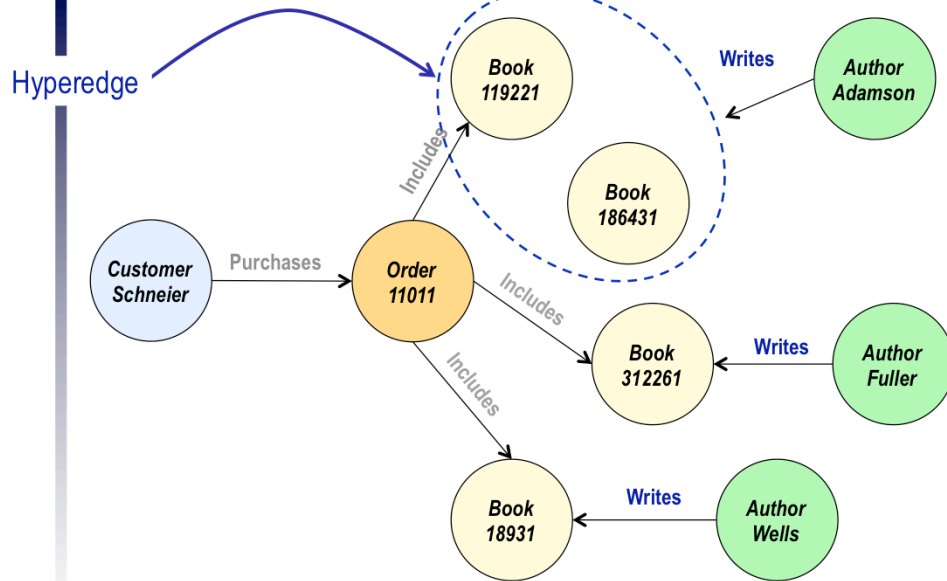 Hyperedge
Book
119221
Writes
Author
Adamson
Includes
Book
186431
Customer
Schneier
Purchases
Order
11011
Includes
Book
312261
Writes
Author
Fuller
Includes
Book
18931
Writes
Author
Wells